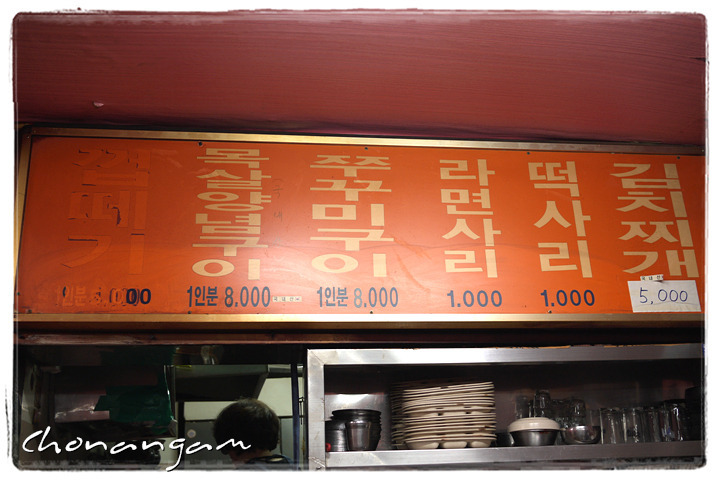 껍떼기
1인분 8,000
목살양념구이
1인분 8.000
쭈꾸미구이
1인분 8.000
라면사리
1.000
떡사리
1.000
김치찌개
5,000
Chonangam